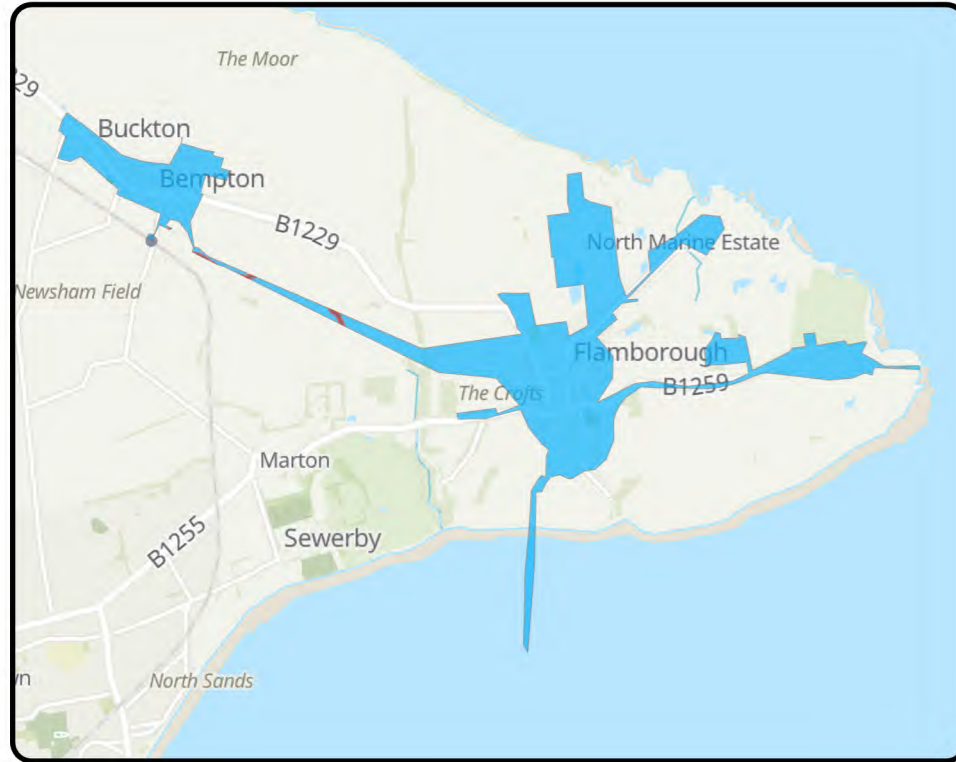 The Moor
Buckton
Bempton
B1229
North Marine Estate
Newsham Field
Flamborough
B1259
The Crofts
Marton
B1255
Sewerby
North Sands